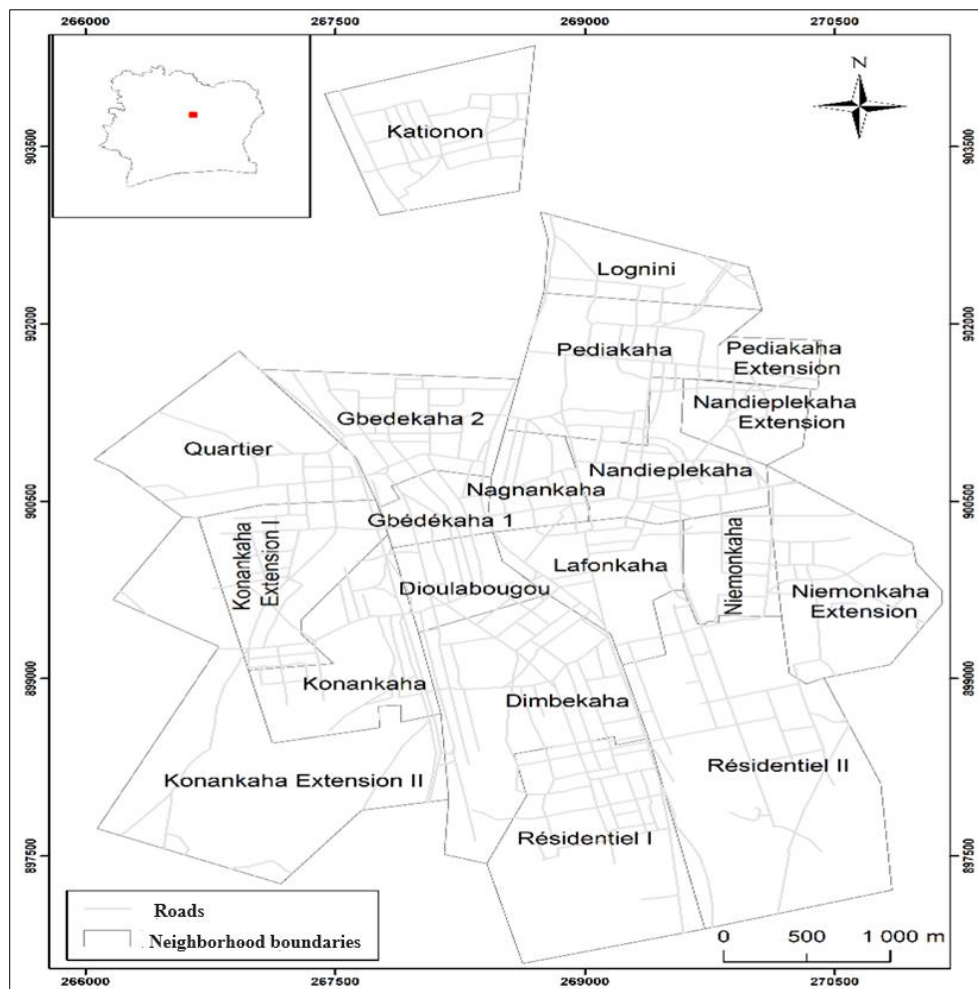 266000 267500 269000 270500
N
903500 903500
Kationon
Lognini
902000 902000
Pediakaha
Pediakaha
Extension
Nandieplekaha
Extension
Gbedekaha 2
Quartier
Nandieplekaha
Nagnankaha
900500 900500
Gbédékaha 1
Konankaha
Extension I
Lafonkaha
Niemonkaha
Dioulabougou
Niemonkaha
Extension
899000 899000
Konankaha
Dimbekaha
Résidentiel II
Konankaha Extension II
Résidentiel I
897500 897500
Roads
Neighborhood boundaries
0 500 1 000 m
266000 267500 269000 270500